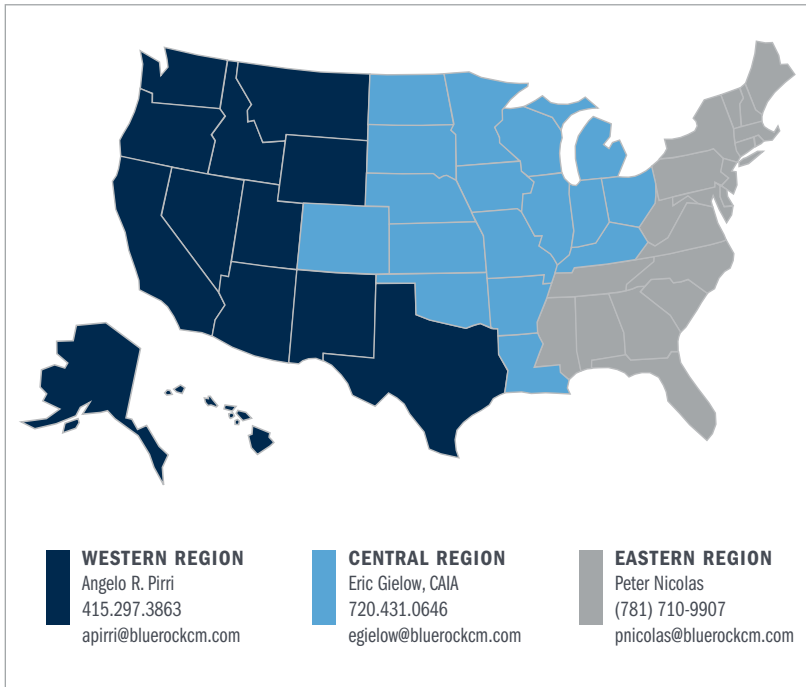 WESTERN REGION
Angelo R. Pirri
415.297.3863
apirri@bluerockcm.com
CENTRAL REGION
Eric Gielow, CAIA
720.431.0646
egielow@bluerockcm.com
EASTERN REGION
Peter Nicolas
(781) 710-9907
pnicolas@bluerockcm.com